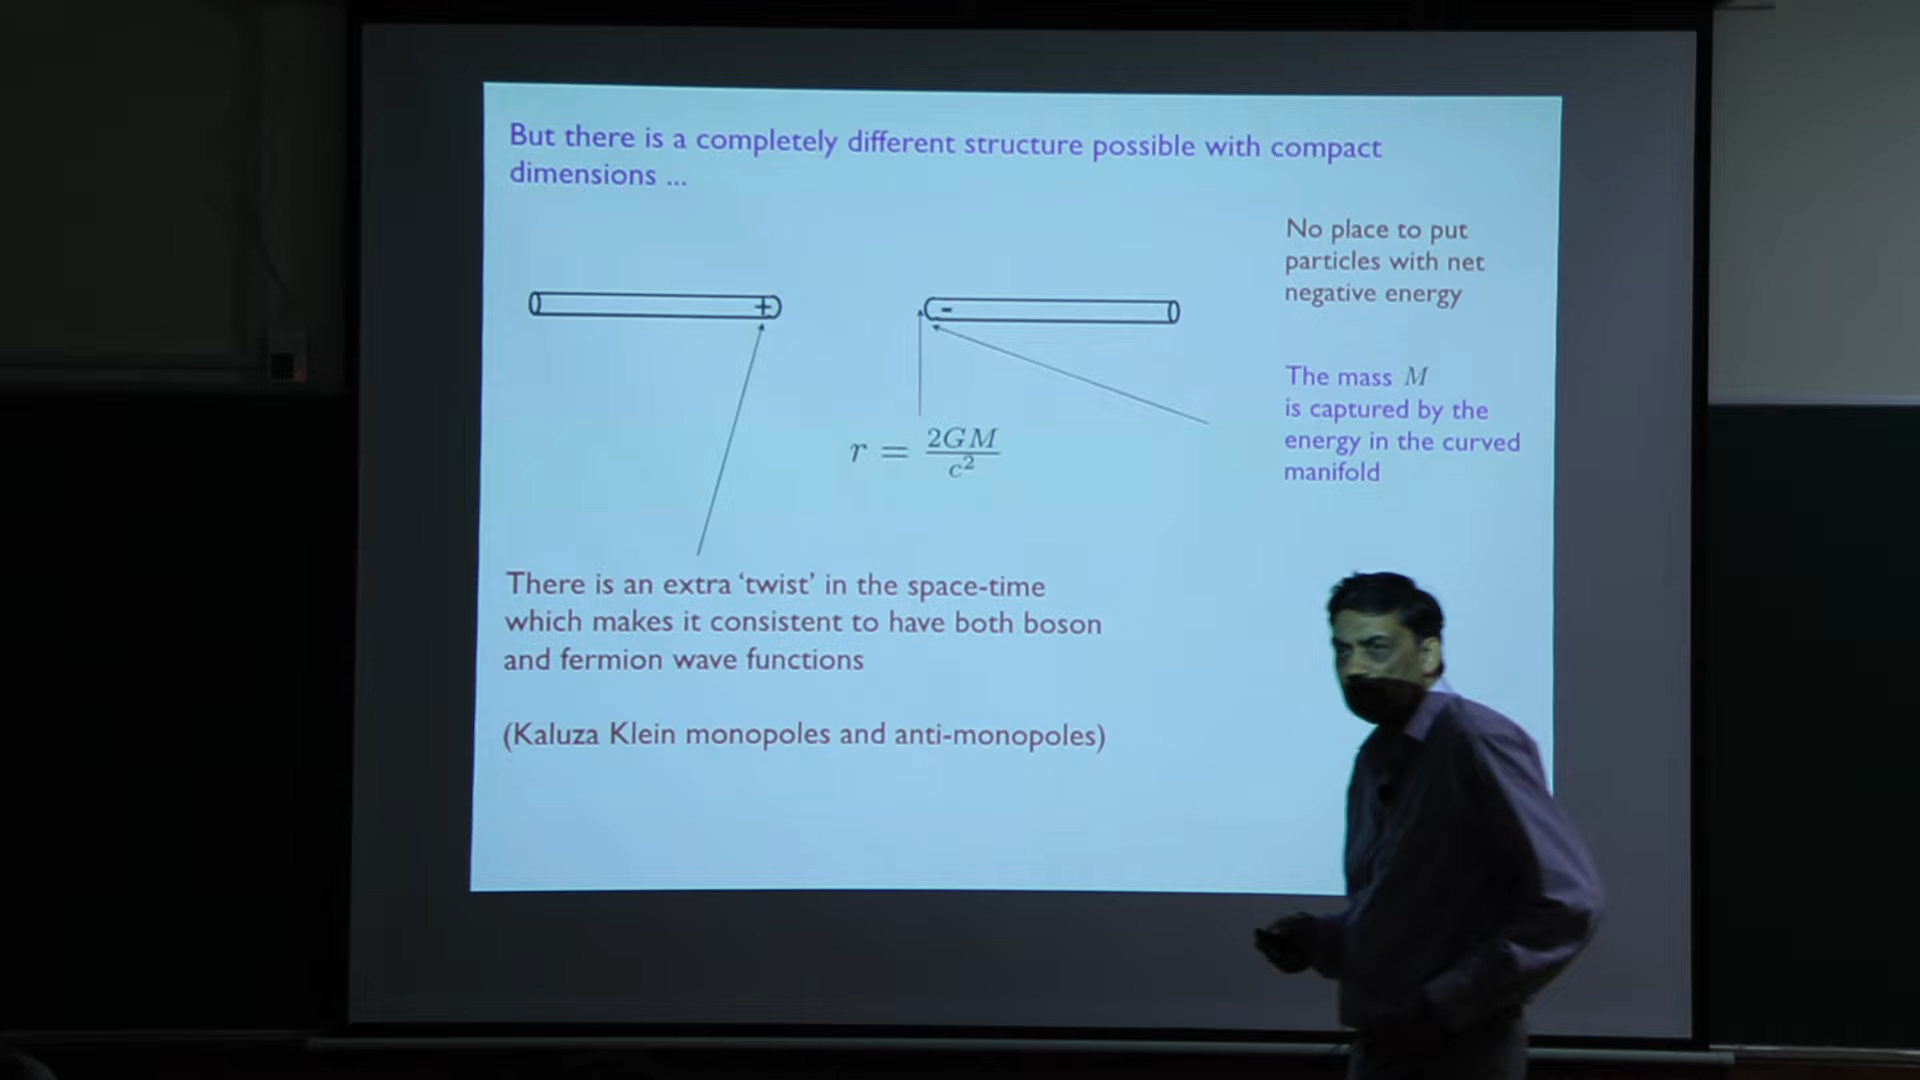 But there is a completely different structure possible with compact
dimensions ...
No place to put
particles with net
negative energy
+
-
The mass M
is captured by the
energy in the curved
manifold
r = 2GM/c²
There is an extra ‘twist’ in the space-time
which makes it consistent to have both boson
and fermion wave functions
(Kaluza Klein monopoles and anti-monopoles)